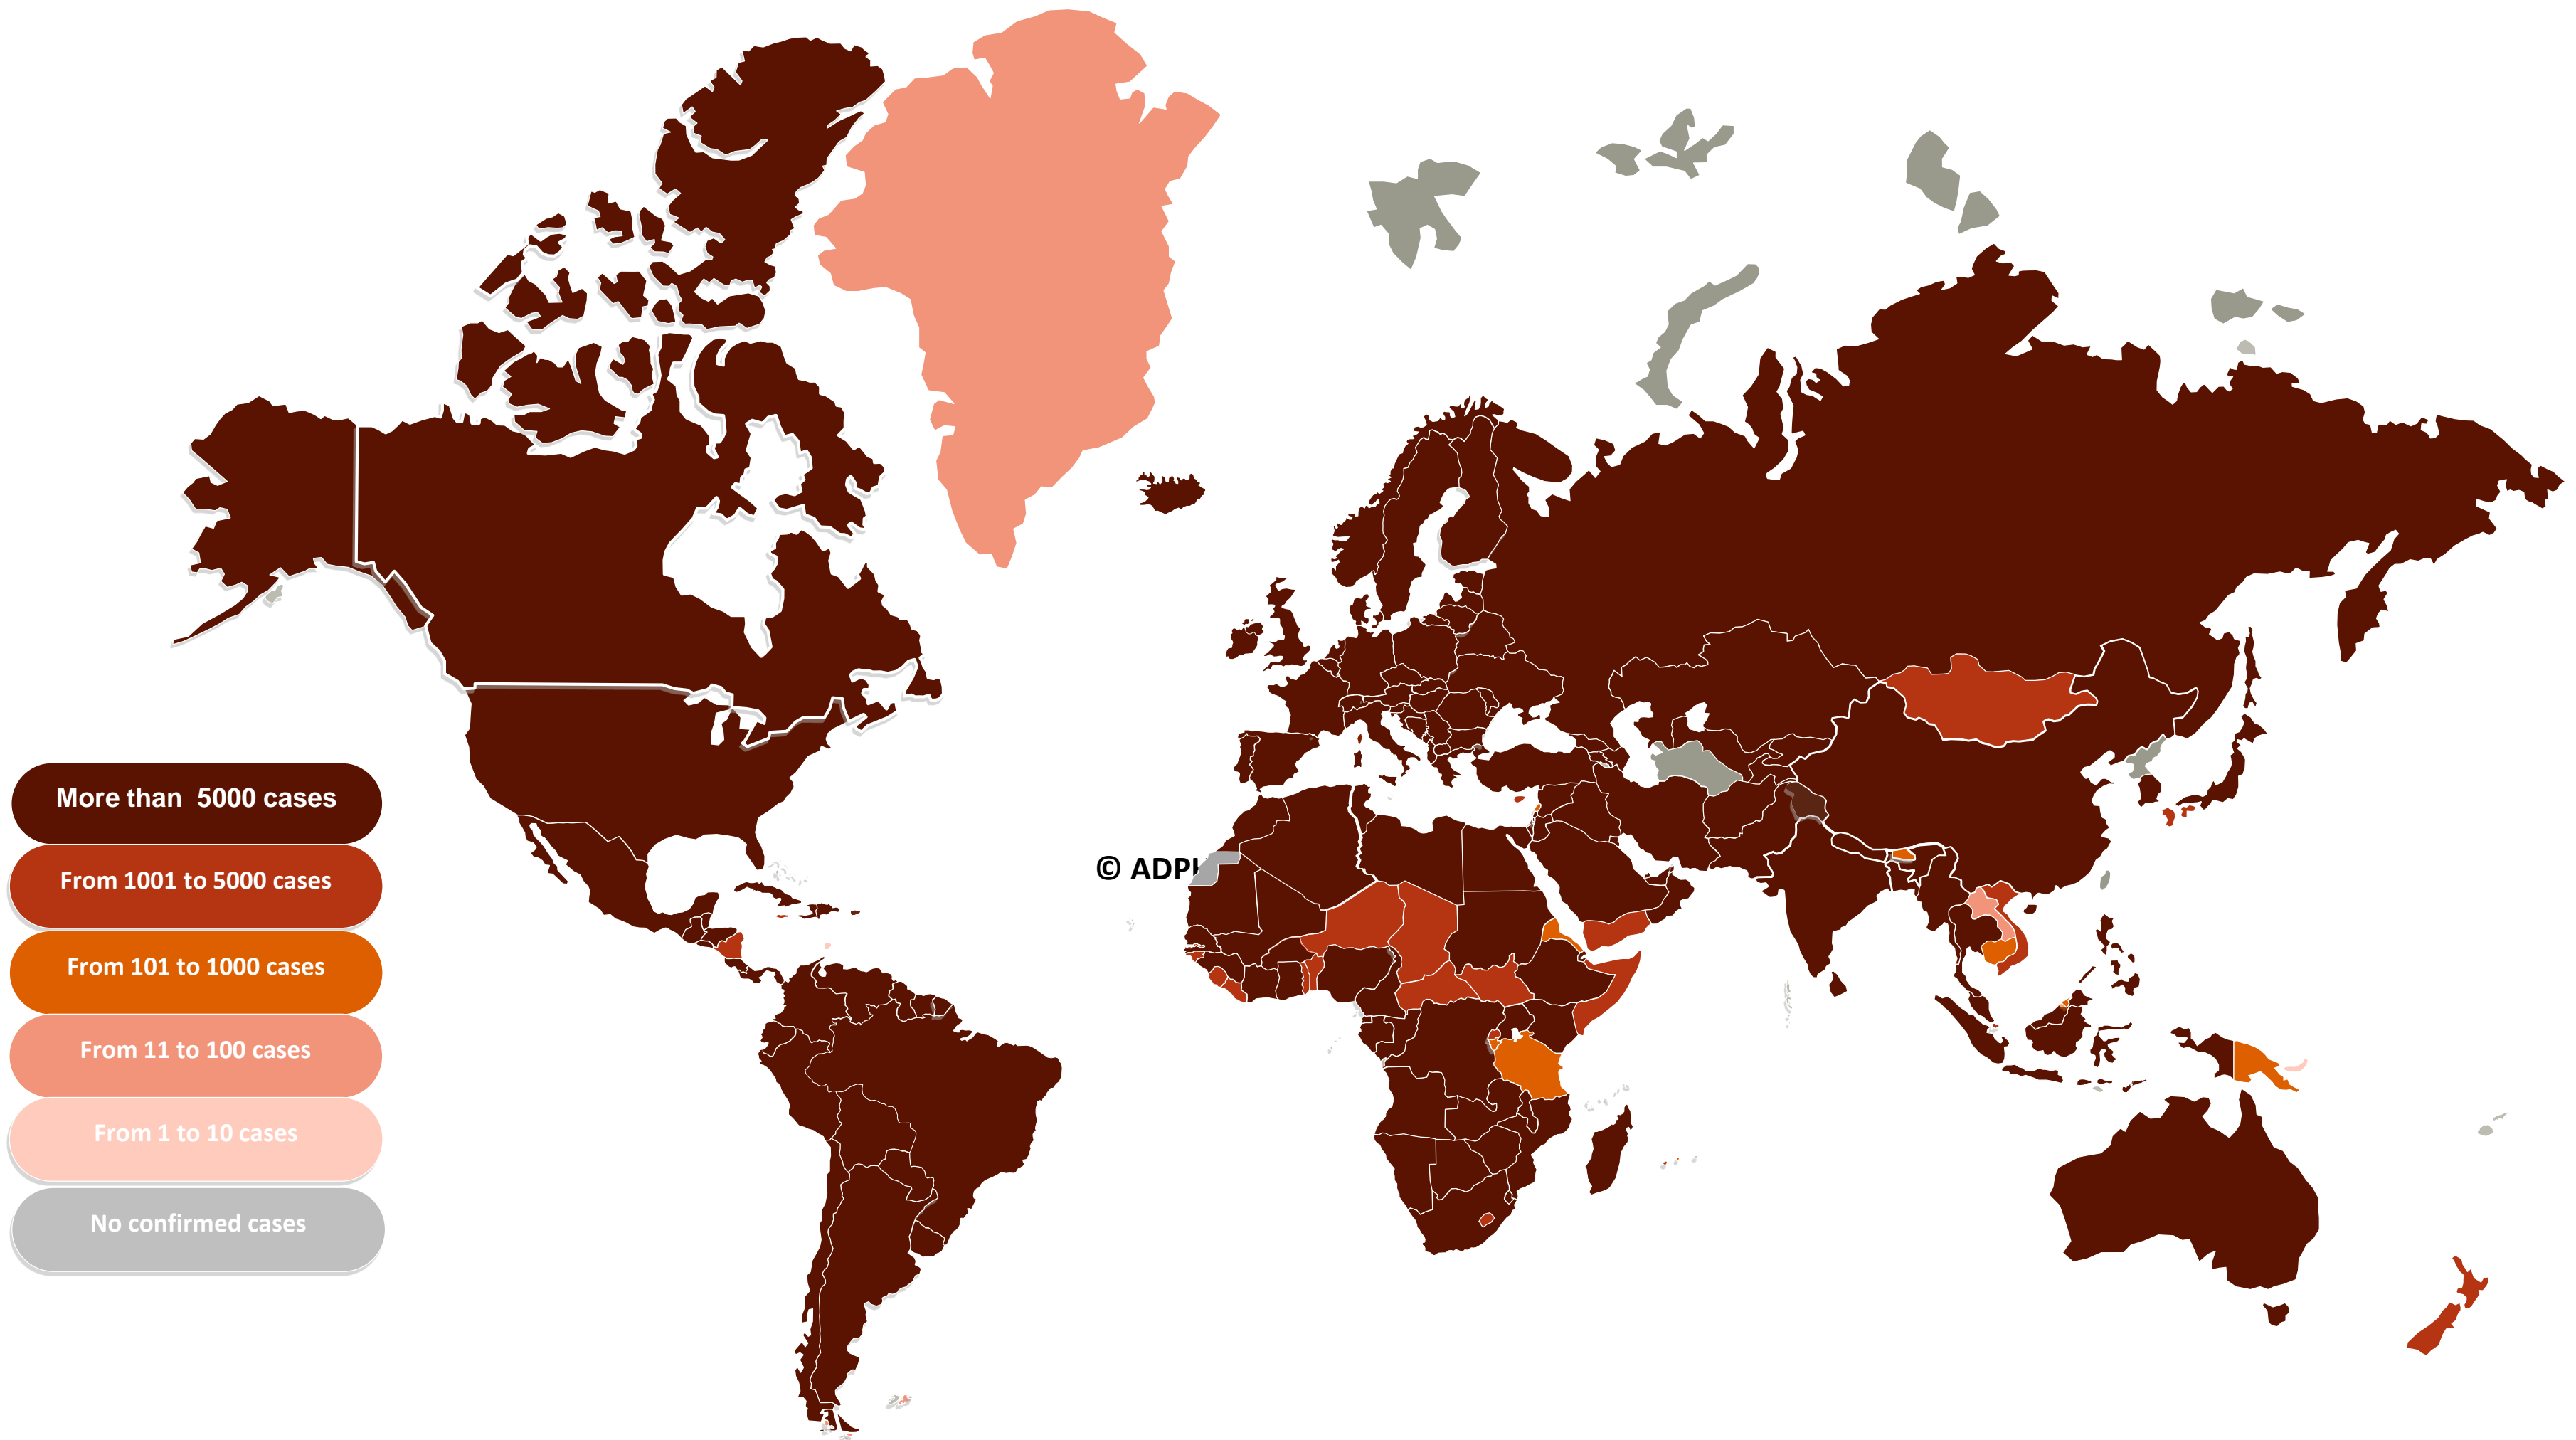 More than  5000 cases
From 1001 to 5000 cases
From 101 to 1000 cases
From 11 to 100 cases
From 1 to 10 cases
No confirmed cases
© ADPI